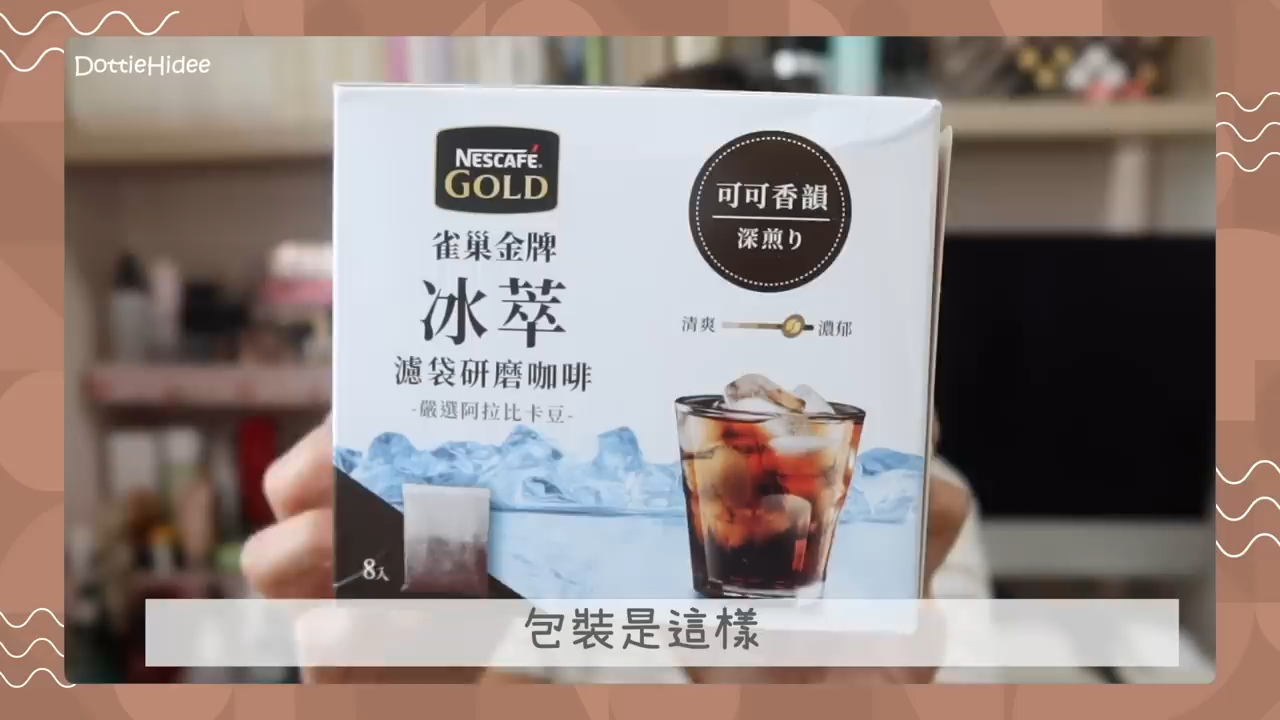 DottieHidee
NESCAFÉ.
GOLD
雀巢金牌
冰萃
濾袋研磨咖啡
-嚴選阿拉比卡豆-
可可香韻
深煎り
清爽 濃郁
8入
包裝是這樣